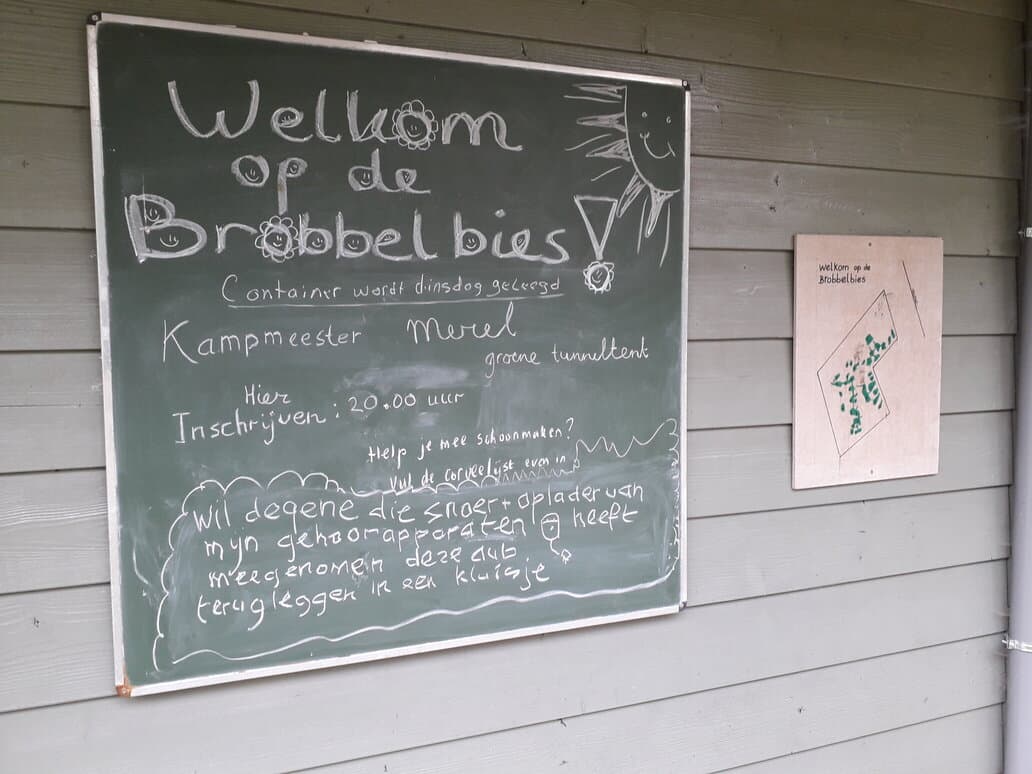 Welkom
op de
Brobbelbies!
Container wordt dinsdag geleegd
Kampmeester Merel
groene tunneltent
Hier
Inschrijven: 20.00 uur
Help je mee schoonmaken?
Vul de corveelijst even in
Wil degene die snoer + oplader van
mijn gehoorapparaten heeft
meegenomen deze aub
terugleggen in een kluisje
Welkom op de
Brobbelbies